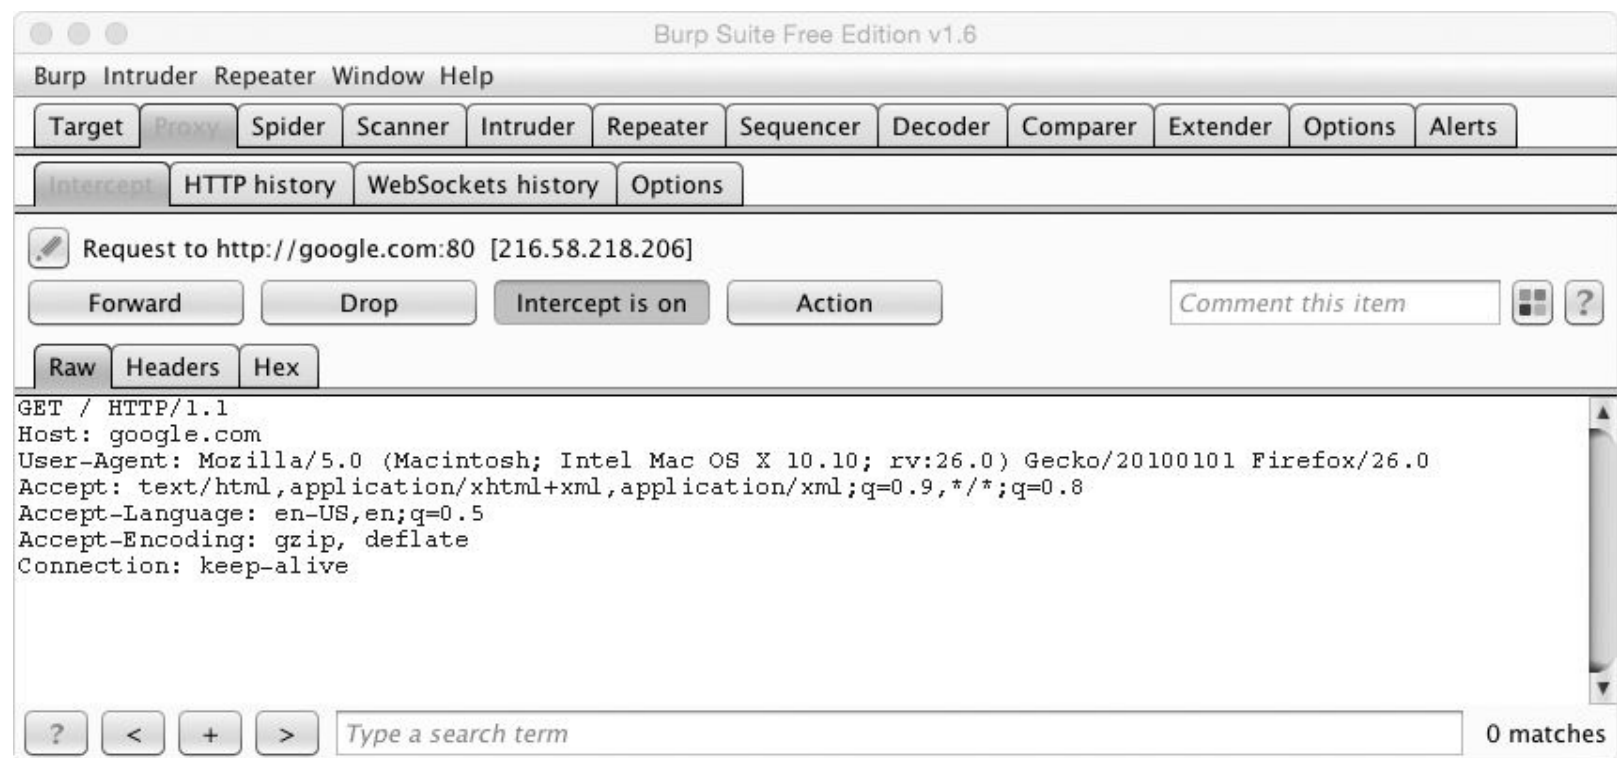 Burp Suite Free Edition v1.6
Burp Intruder Repeater Window Help
Target Proxy Spider Scanner Intruder Repeater Sequencer Decoder Comparer Extender Options Alerts
Intercept HTTP history WebSockets history Options
Request to http://google.com:80 [216.58.218.206]
Forward Drop Intercept is on Action Comment this item ?
Raw Headers Hex
GET / HTTP/1.1
Host: google.com
User-Agent: Mozilla/5.0 (Macintosh; Intel Mac OS X 10.10; rv:26.0) Gecko/20100101 Firefox/26.0
Accept: text/html,application/xhtml+xml,application/xml;q=0.9,*/*;q=0.8
Accept-Language: en-US,en;q=0.5
Accept-Encoding: gzip, deflate
Connection: keep-alive
? < + > Type a search term 0 matches